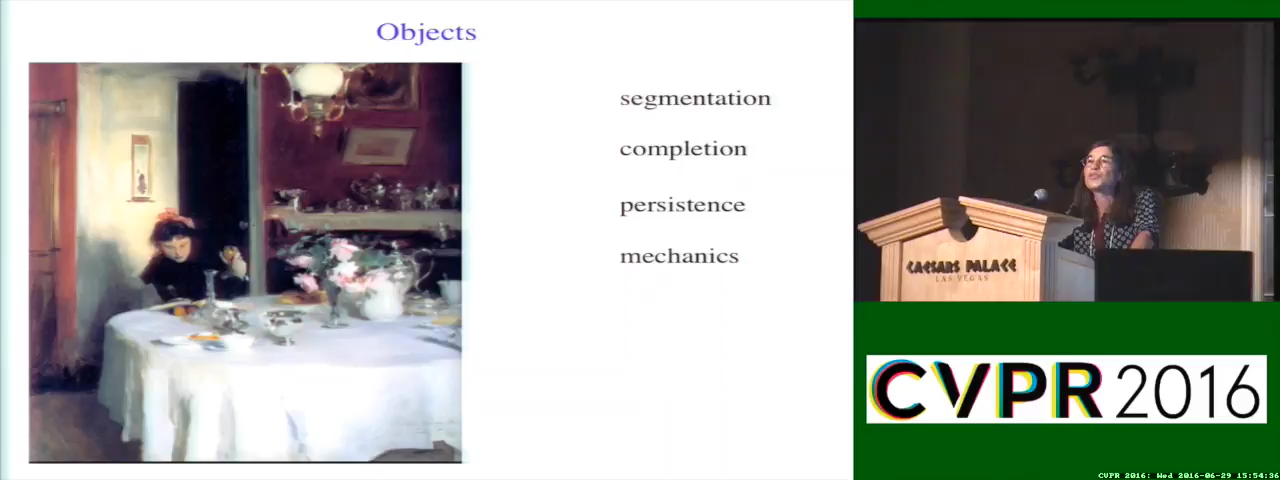 Objects
segmentation
completion
persistence
mechanics
CAESARS PALACE
LAS VEGAS
CVPR 2016
CVPR 2016: Wed 2016-06-29 15:54:36